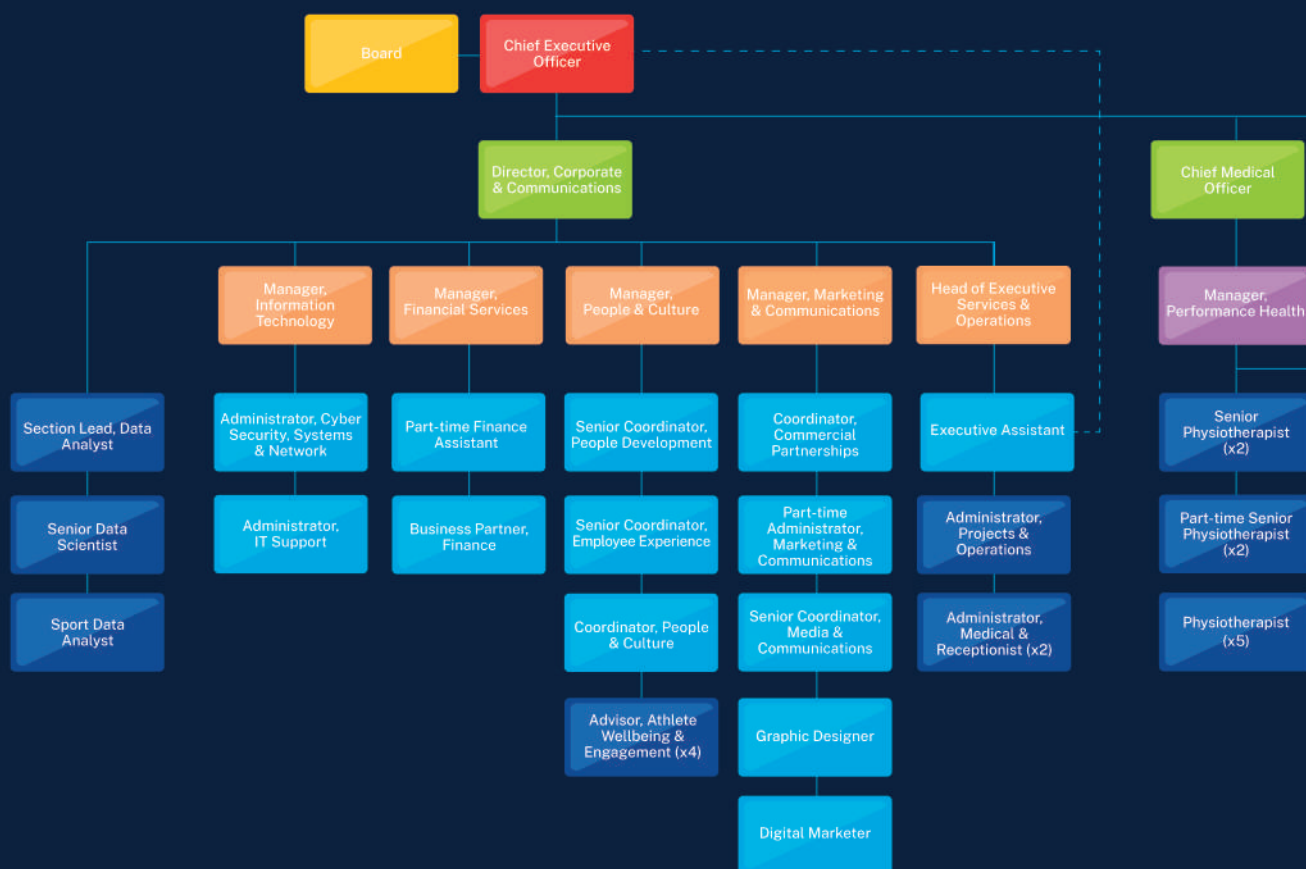 Board
Chief Executive
Officer
Director, Corporate
& Communications
Chief Medical
Officer
Manager,
Information
Technology
Manager,
Financial Services
Manager,
People & Culture
Manager, Marketing
& Communications
Head of Executive
Services &
Operations
Manager,
Performance Health
Section Lead, Data
Analyst
Administrator, Cyber
Security, Systems
& Network
Part-time Finance
Assistant
Senior Coordinator,
People Development
Coordinator,
Commercial
Partnerships
Executive Assistant
Senior
Physiotherapist
(x2)
Senior Data
Scientist
Administrator,
IT Support
Business Partner,
Finance
Senior Coordinator,
Employee Experience
Part-time
Administrator,
Marketing &
Communications
Administrator,
Projects &
Operations
Part-time Senior
Physiotherapist
(x2)
Sport Data
Analyst
Coordinator, People
& Culture
Senior Coordinator,
Media &
Communications
Administrator,
Medical &
Receptionist (x2)
Physiotherapist
(x5)
Advisor, Athlete
Wellbeing &
Engagement (x4)
Graphic Designer
Digital Marketer